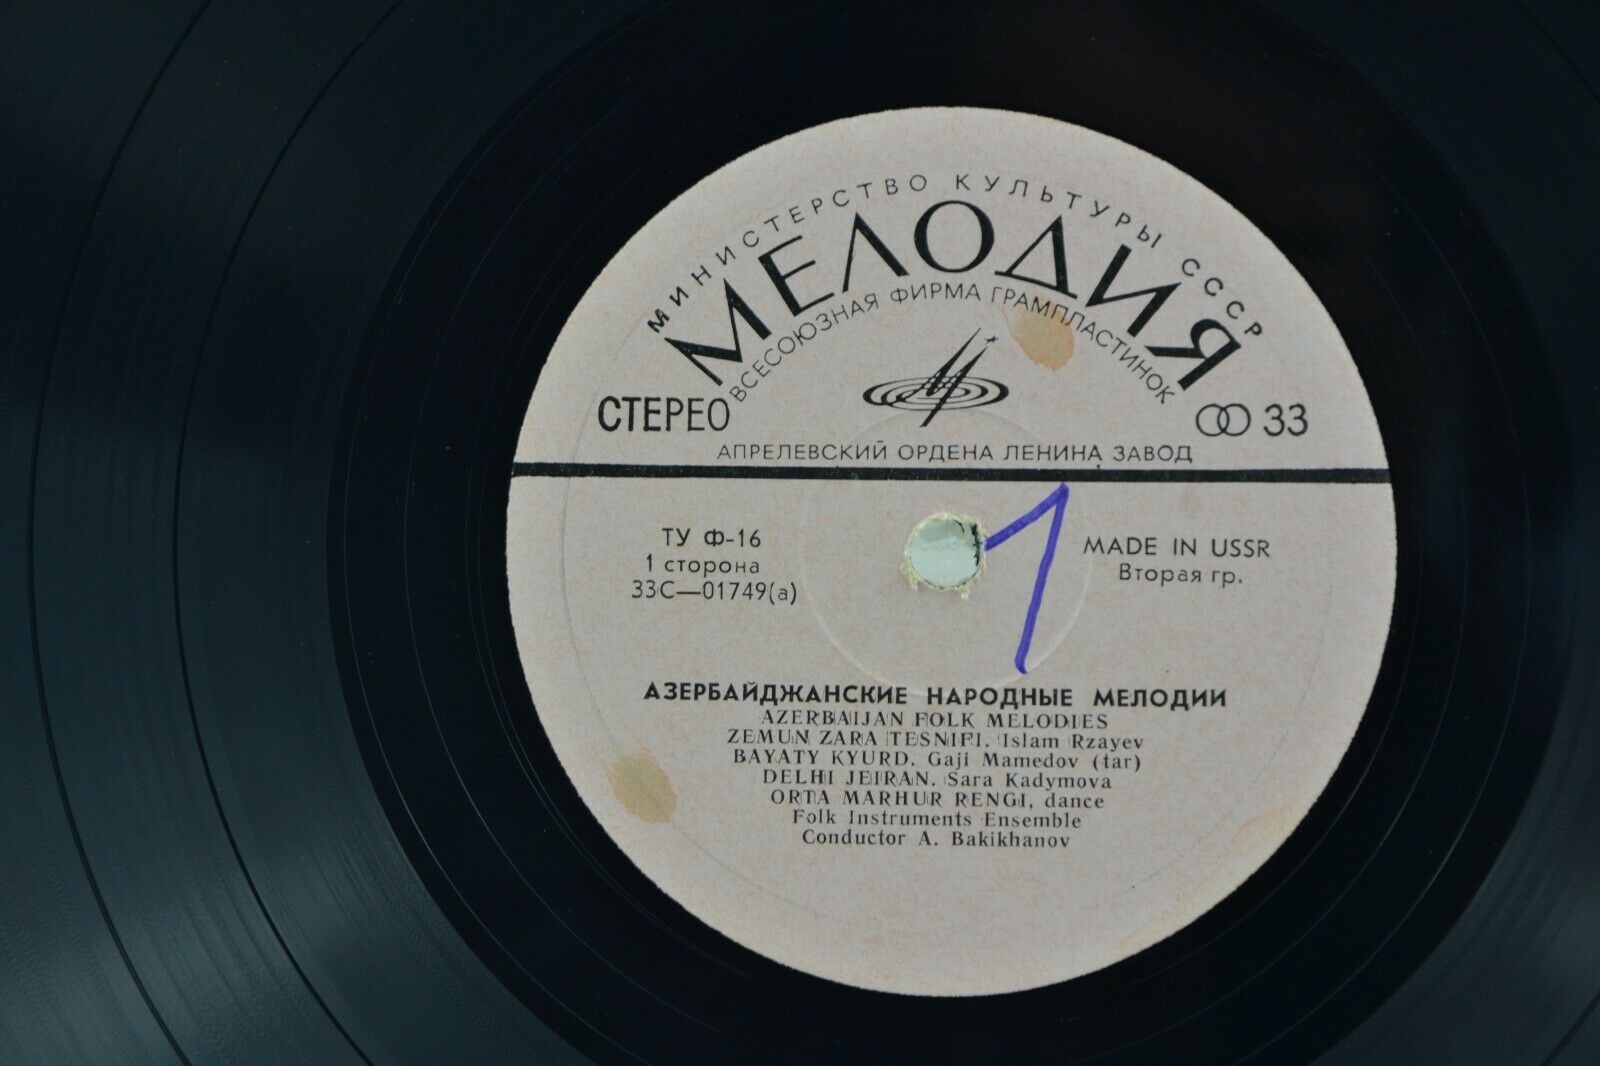 МИНИСТЕРСТВО КУЛЬТУРЫ СССР
МЕЛОДИЯ
ВСЕСОЮЗНАЯ ФИРМА ГРАМПЛАСТИНОК
СТЕРЕО
33
АПРЕЛЕВСКИЙ ОРДЕНА ЛЕНИНА ЗАВОД
ТУ Ф-16
1 сторона
33С—01749(а)
1
MADE IN USSR
Вторая гр.
АЗЕРБАЙДЖАНСКИЕ НАРОДНЫЕ МЕЛОДИИ
AZERBAIJAN FOLK MELODIES
ZEMUN ZARA TESNIFI. Islam Rzayev
BAYATY KYURD. Gaji Mamedov (tar)
DELHI JEIRAN. Sara Kadymova
ORTA MARHUR RENGI, dance
Folk Instruments Ensemble
Conductor A. Bakikhanov